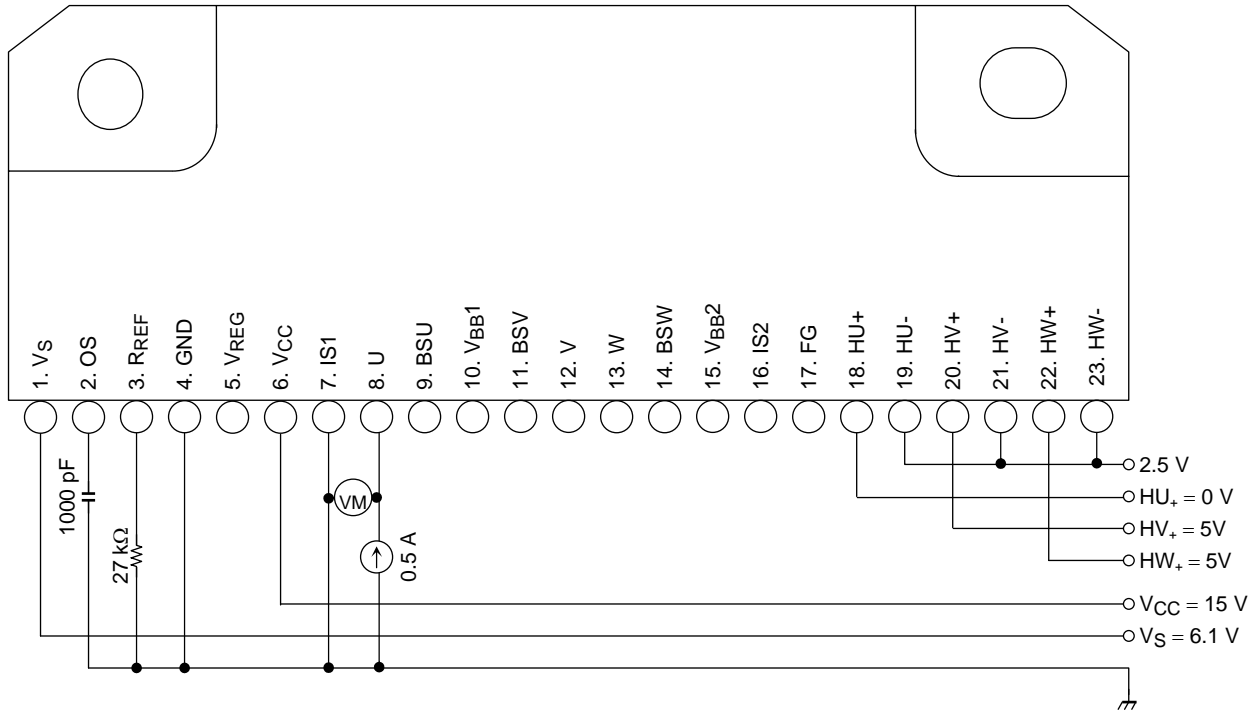 1. VS
2. OS
3. RREF
4. GND
5. VREG
6. VCC
7. IS1
8. U
9. BSU
10. VBB1
11. BSV
12. V
13. W
14. BSW
15. VBB2
16. IS2
17. FG
18. HU+
19. HU-
20. HV+
21. HV-
22. HW+
23. HW-
1000 pF
27 kΩ
VM
0.5 A
2.5 V
HU+ = 0 V
HV+ = 5V
HW+ = 5V
VCC = 15 V
VS = 6.1 V